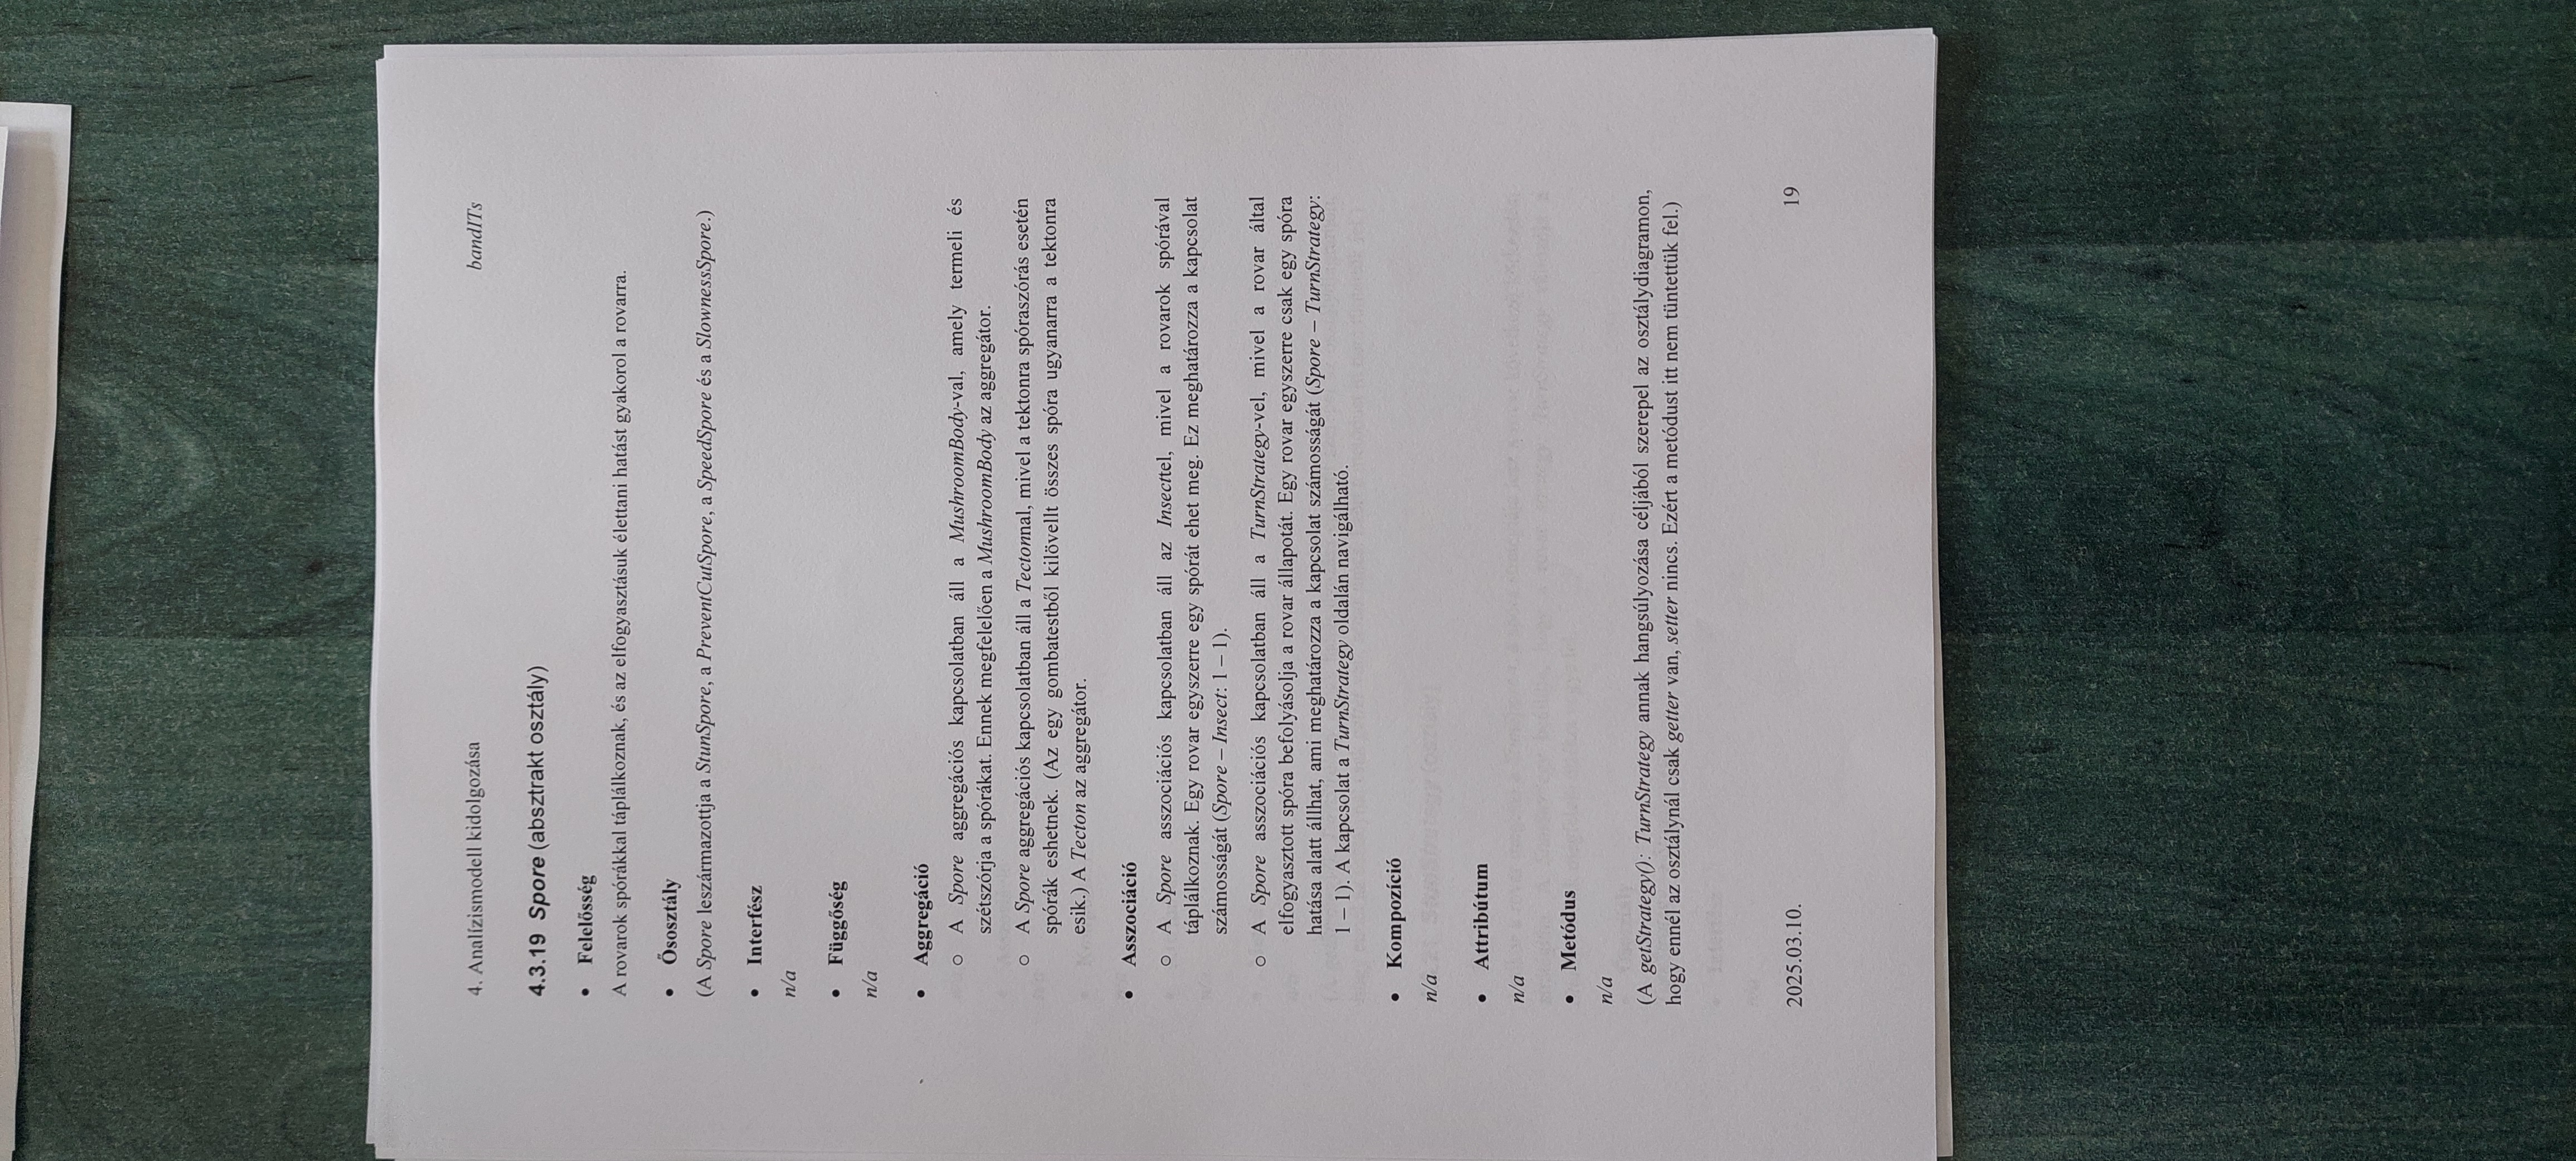 4. Analízismodell kidolgozása bandITs
4.3.19 Spore (absztrakt osztály)
• Felelősség
A rovarok spórákkal táplálkoznak, és az elfogyasztásuk élettani hatást gyakorol a rovarra.
• Ősosztály
(A Spore leszármazottja a StunSpore, a PreventCutSpore, a SpeedSpore és a SlownessSpore.)
• Interfész
n/a
• Függőség
n/a
• Aggregáció
o A Spore aggregációs kapcsolatban áll a MushroomBody-val, amely termeli és
szétszórja a spórákat. Ennek megfelelően a MushroomBody az aggregátor.
o A Spore aggregációs kapcsolatban áll a Tectonnal, mivel a tektonra spóraszórás esetén
spórák eshetnek. (Az egy gombatestből kilövellt összes spóra ugyanarra a tektonra
esik.) A Tecton az aggregátor.
• Asszociáció
o A Spore asszociációs kapcsolatban áll az Insecttel, mivel a rovarok spórával
táplálkoznak. Egy rovar egyszerre egy spórát ehet meg. Ez meghatározza a kapcsolat
számosságát (Spore – Insect: 1 – 1).
o A Spore asszociációs kapcsolatban áll a TurnStrategy-vel, mivel a rovar által
elfogyasztott spóra befolyásolja a rovar állapotát. Egy rovar egyszerre csak egy spóra
hatása alatt állhat, ami meghatározza a kapcsolat számosságát (Spore – TurnStrategy:
1 – 1). A kapcsolat a TurnStrategy oldalán navigálható.
• Kompozíció
n/a
• Attribútum
n/a
• Metódus
n/a
(A getStrategy(): TurnStrategy annak hangsúlyozása céljából szerepel az osztálydiagramon,
hogy ennél az osztálynál csak getter van, setter nincs. Ezért a metódust itt nem tüntettük fel.)
2025.03.10. 19